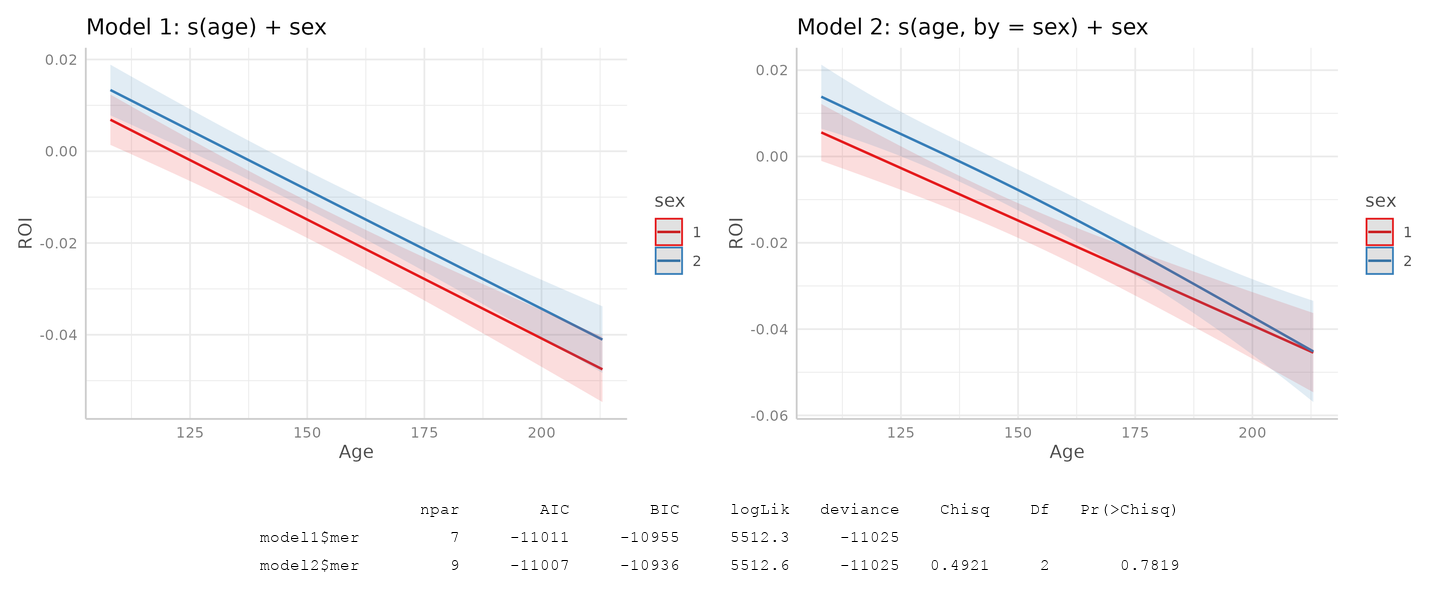 Model 1: s(age) + sex
0.02
0.00
-0.02
-0.04
ROI
125 150 175 200
Age
sex
1
2
Model 2: s(age, by = sex) + sex
0.02
0.00
-0.02
-0.04
-0.06
ROI
125 150 175 200
Age
sex
1
2
npar AIC BIC logLik deviance Chisq Df Pr(>Chisq)
model1$mer 7 -11011 -10955 5512.3 -11025
model2$mer 9 -11007 -10936 5512.6 -11025 0.4921 2 0.7819